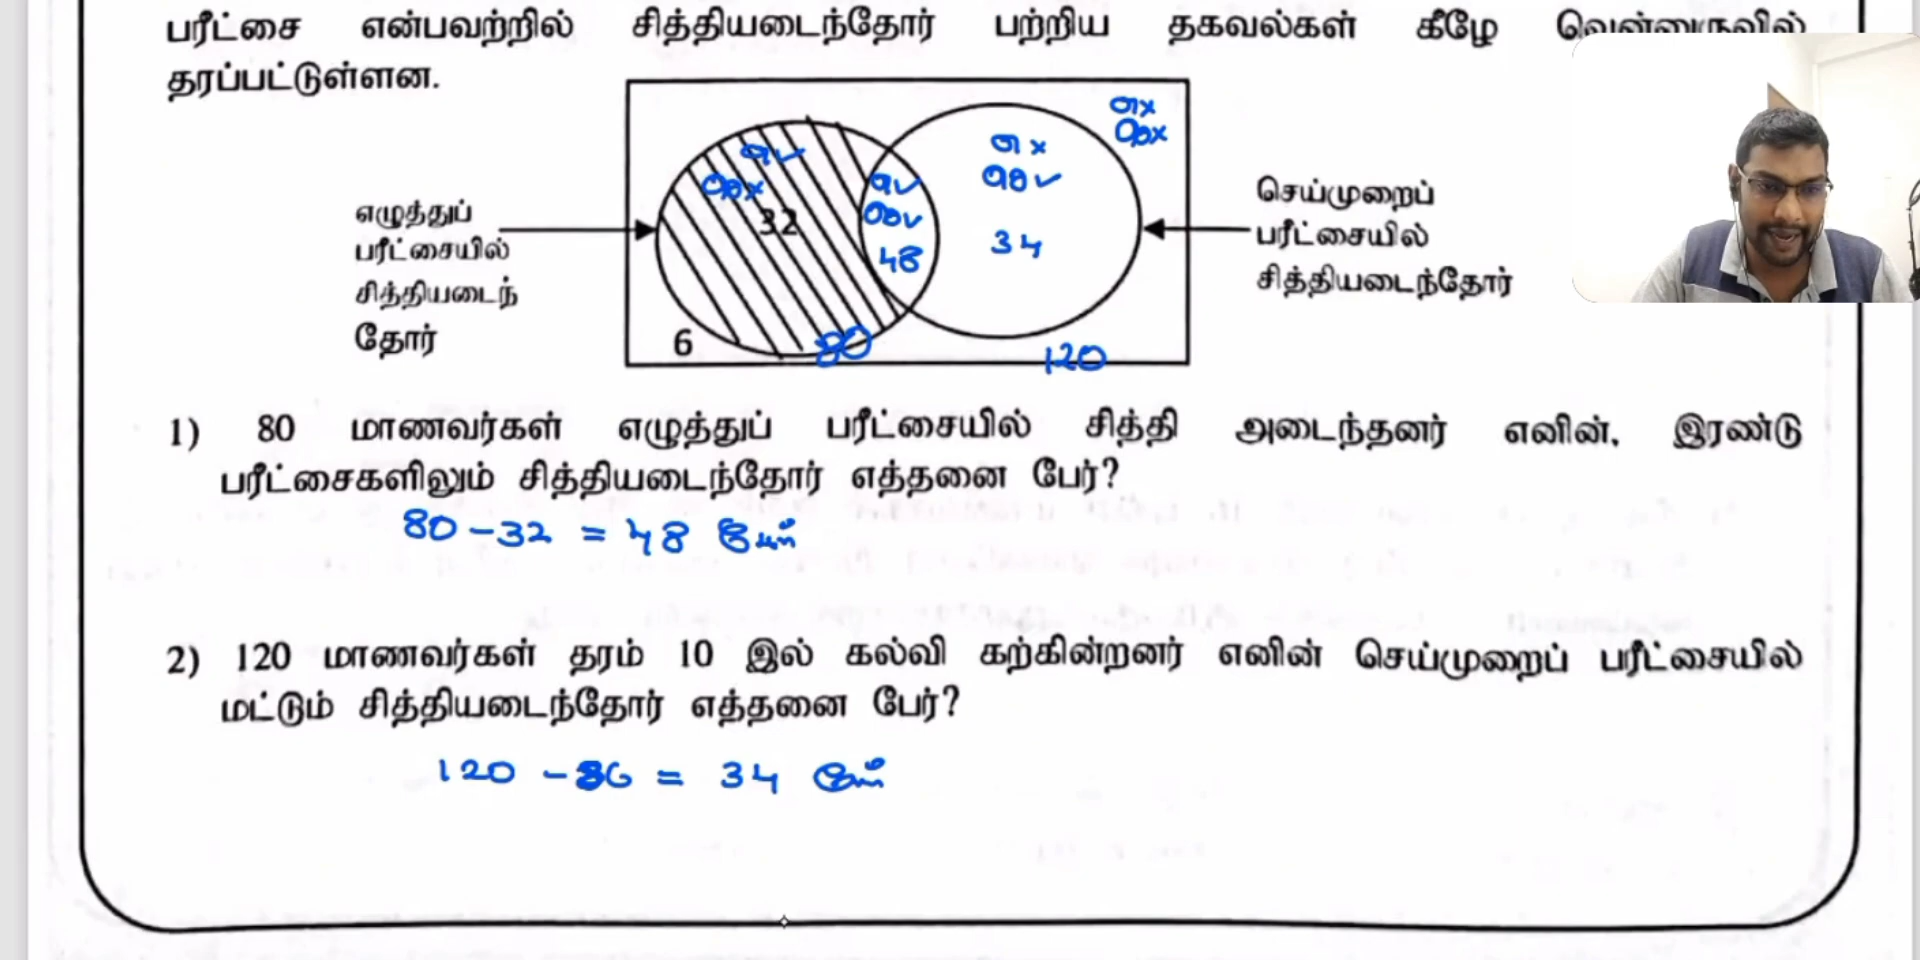 பரீட்சை என்பவற்றில் சித்தியடைந்தோர் பற்றிய தகவல்கள் கீழே வென்னுருவில்
தரப்பட்டுள்ளன.
எழுத்துப்
பரீட்சையில்
சித்தியடைந்
தோர்
எ✓
செx
32
எ✓
செ✓
48
எx
செ✓
34
எx
செx
6
80
120
செய்முறைப்
பரீட்சையில்
சித்தியடைந்தோர்
1) 80 மாணவர்கள் எழுத்துப் பரீட்சையில் சித்தி அடைந்தனர் எனின், இரண்டு
பரீட்சைகளிலும் சித்தியடைந்தோர் எத்தனை பேர்?
80 - 32 = 48 பேர்
2) 120 மாணவர்கள் தரம் 10 இல் கல்வி கற்கின்றனர் எனின் செய்முறைப் பரீட்சையில்
மட்டும் சித்தியடைந்தோர் எத்தனை பேர்?
120 - 86 = 34 பேர்